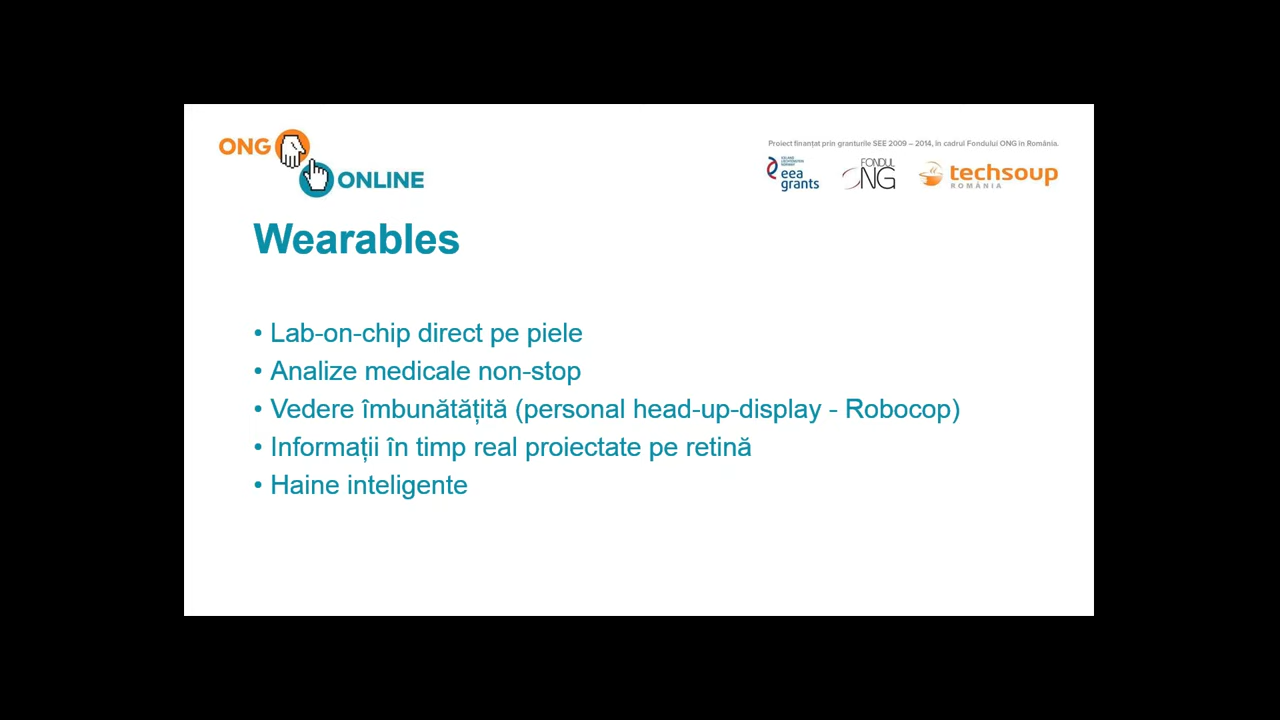 ONG
ONLINE
Proiect finanțat prin granturile SEE 2009 – 2014, în cadrul Fondului ONG în România.
eea
grants
FONDUL
ONG
techsoup
ROMÂNIA
Wearables
• Lab-on-chip direct pe piele
• Analize medicale non-stop
• Vedere îmbunătățită (personal head-up-display - Robocop)
• Informații în timp real proiectate pe retină
• Haine inteligente